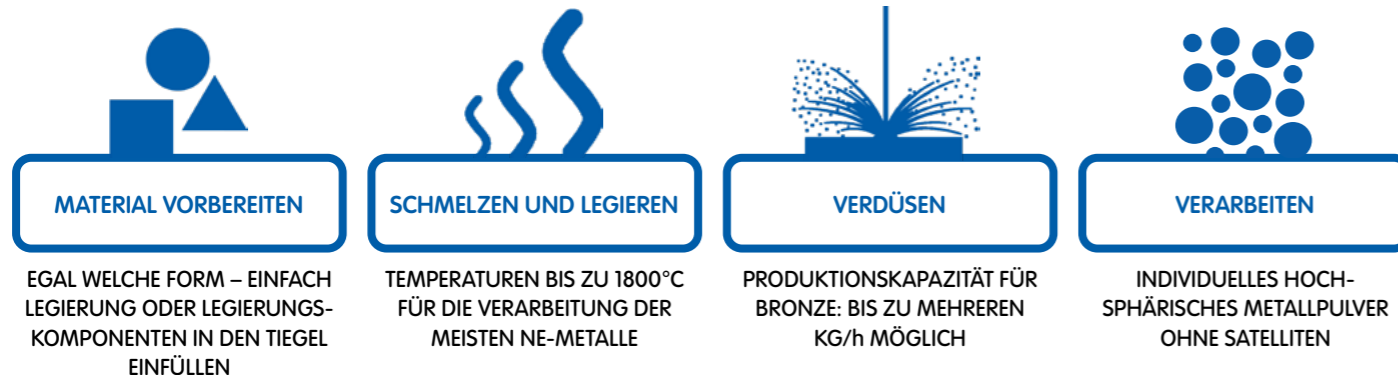 MATERIAL VORBEREITEN
EGAL WELCHE FORM – EINFACH
LEGIERUNG ODER LEGIERUNGS-
KOMPONENTEN IN DEN TIEGEL
EINFÜLLEN
SCHMELZEN UND LEGIEREN
TEMPERATUREN BIS ZU 1800°C
FÜR DIE VERARBEITUNG DER
MEISTEN NE-METALLE
VERDÜSEN
PRODUKTIONSKAPAZITÄT FÜR
BRONZE: BIS ZU MEHREREN
KG/h MÖGLICH
VERARBEITEN
INDIVIDUELLES HOCH-
SPHÄRISCHES METALLPULVER
OHNE SATELLITEN